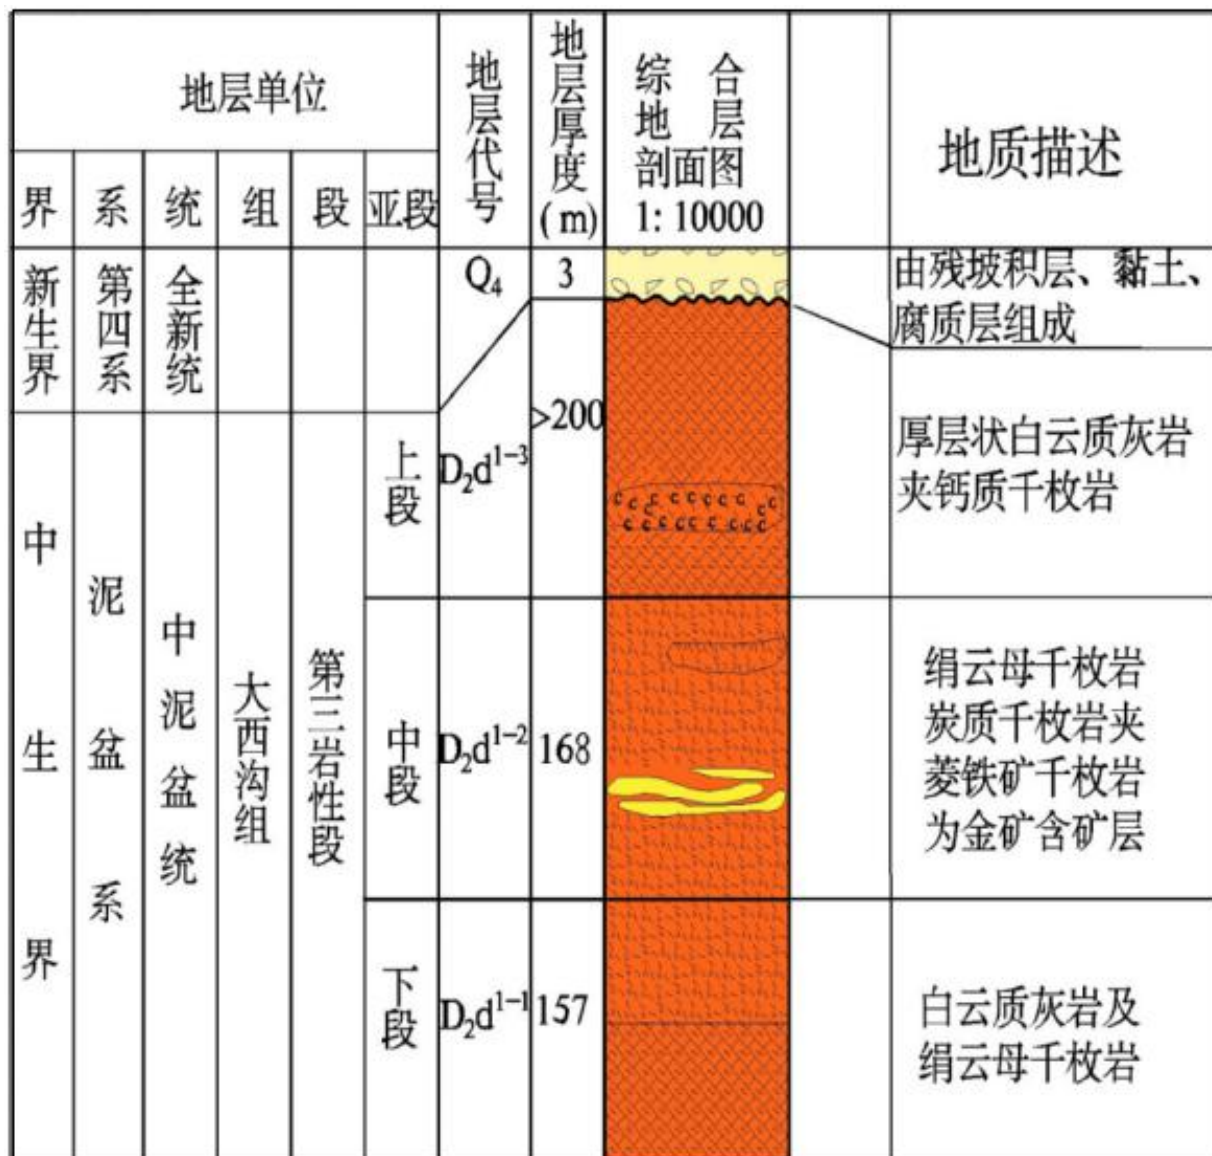 地层单位
地层代号
地层厚度
(m)
综 合
地 层
剖面图
1: 10000
地质描述
界
系
统
组
段
亚段
新生界
第四系
全新统
Q₄
3
由残坡积层、黏土、
腐质层组成
中生界
泥盆系
中泥盆统
大西沟组
第三岩性段
上段
D₂d¹⁻³
>200
厚层状白云质灰岩
夹钙质千枚岩
中段
D₂d¹⁻²
168
绢云母千枚岩
炭质千枚岩夹
菱铁矿千枚岩
为金矿含矿层
下段
D₂d¹⁻¹
157
白云质灰岩及
绢云母千枚岩